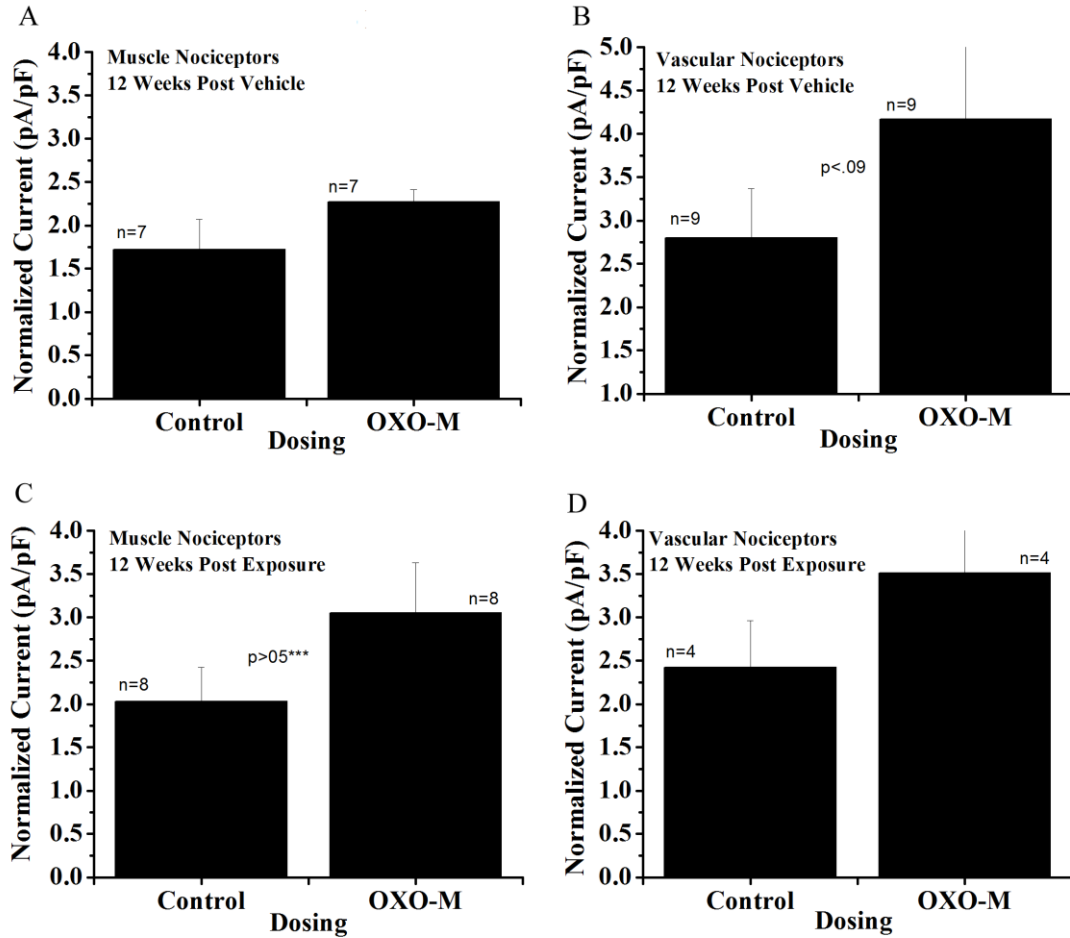 A
Muscle Nociceptors
12 Weeks Post Vehicle
Normalized Current (pA/pF)
4.0
3.5
3.0
2.5
2.0
1.5
1.0
0.5
0.0
n=7
n=7
Control
OXO-M
Dosing
B
Vascular Nociceptors
12 Weeks Post Vehicle
Normalized Current (pA/pF)
5.0
4.5
4.0
3.5
3.0
2.5
2.0
1.5
1.0
n=9
p<.09
n=9
Control
OXO-M
Dosing
C
Muscle Nociceptors
12 Weeks Post Exposure
Normalized Current (pA/pF)
4.0
3.5
3.0
2.5
2.0
1.5
1.0
0.5
0.0
n=8
p>05***
n=8
Control
OXO-M
Dosing
D
Vascular Nociceptors
12 Weeks Post Exposure
Normalized Current (pA/pF)
4.0
3.5
3.0
2.5
2.0
1.5
1.0
0.5
0.0
n=4
n=4
Control
OXO-M
Dosing